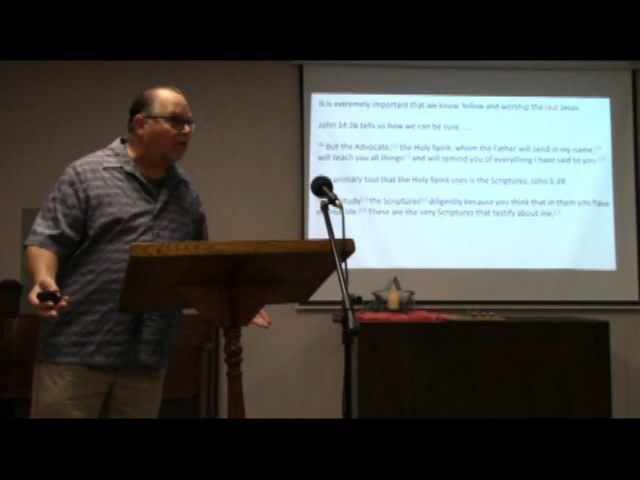 It is extremely important that we know, follow and worship the real Jesus.
John 14:26 tells us how we can be sure......
But the Advocate, the Holy Spirit, whom the Father will send in my name,
will teach you all things and will remind you of everything I have said to you.
primary tool that the Holy Spirit uses is the Scriptures. John 5:39
study the Scriptures diligently because you think that in them you have
life. These are the very Scriptures that testify about me,